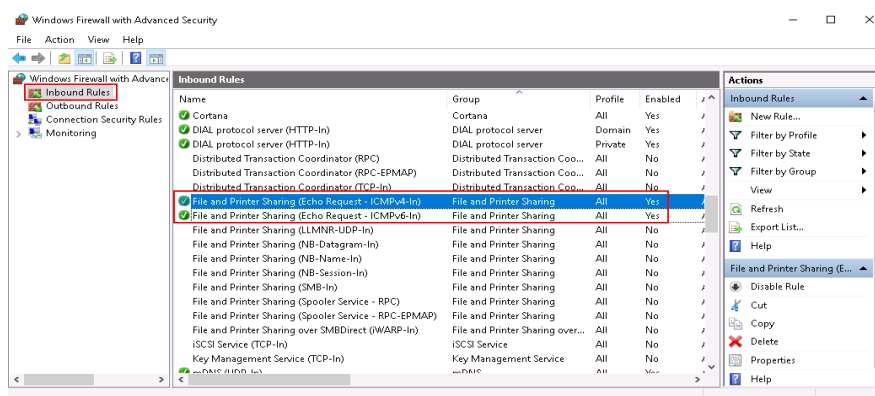 Windows Firewall with Advanced Security
File Action View Help
Windows Firewall with Advance
Inbound Rules
Outbound Rules
Connection Security Rules
Monitoring
Inbound Rules
Name Group Profile Enabled
Cortana Cortana All Yes
DIAL protocol server (HTTP-In) DIAL protocol server Domain Yes
DIAL protocol server (HTTP-In) DIAL protocol server Private Yes
Distributed Transaction Coordinator (RPC) Distributed Transaction Coo... All No
Distributed Transaction Coordinator (RPC-EPMAP) Distributed Transaction Coo... All No
Distributed Transaction Coordinator (TCP-In) Distributed Transaction Coo... All No
File and Printer Sharing (Echo Request - ICMPv4-In) File and Printer Sharing All Yes
File and Printer Sharing (Echo Request - ICMPv6-In) File and Printer Sharing All Yes
File and Printer Sharing (LLMNR-UDP-In) File and Printer Sharing All No
File and Printer Sharing (NB-Datagram-In) File and Printer Sharing All No
File and Printer Sharing (NB-Name-In) File and Printer Sharing All No
File and Printer Sharing (NB-Session-In) File and Printer Sharing All No
File and Printer Sharing (SMB-In) File and Printer Sharing All No
File and Printer Sharing (Spooler Service - RPC) File and Printer Sharing All No
File and Printer Sharing (Spooler Service - RPC-EPMAP) File and Printer Sharing All No
File and Printer Sharing over SMBDirect (iWARP-In) File and Printer Sharing over... All No
iSCSI Service (TCP-In) iSCSI Service All No
Key Management Service (TCP-In) Key Management Service All No
mDNS (UDP-In) mDNS All Yes
Actions
Inbound Rules
New Rule...
Filter by Profile
Filter by State
Filter by Group
View
Refresh
Export List...
Help
File and Printer Sharing (E...
Disable Rule
Cut
Copy
Delete
Properties
Help